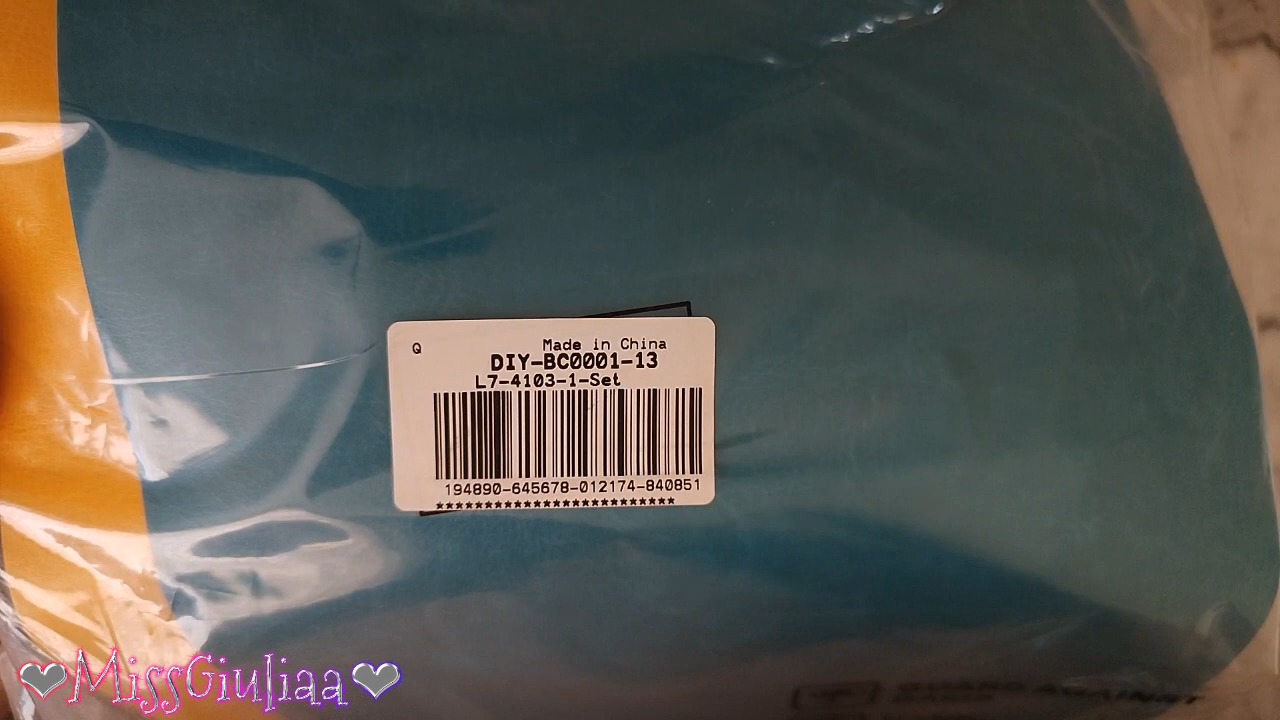 Q
Made in China
DIY-BC0001-13
L7-4103-1-Set
194890-645678-012174-840851
************************
MissGiuliaa